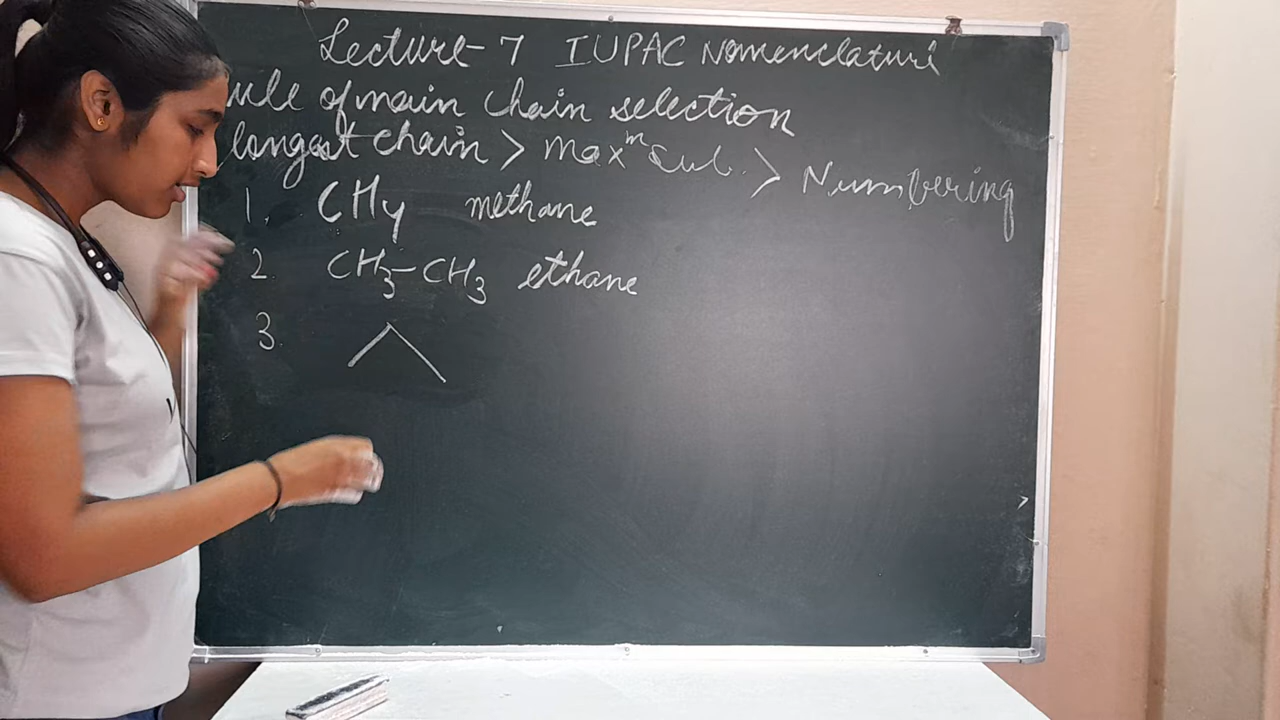 Lecture-7 IUPAC Nomenclature
ule of main chain selection
longest chain > maxᵐ sub. > Numbering
1. CH₄ methane
2. CH₃-CH₃ ethane
3.